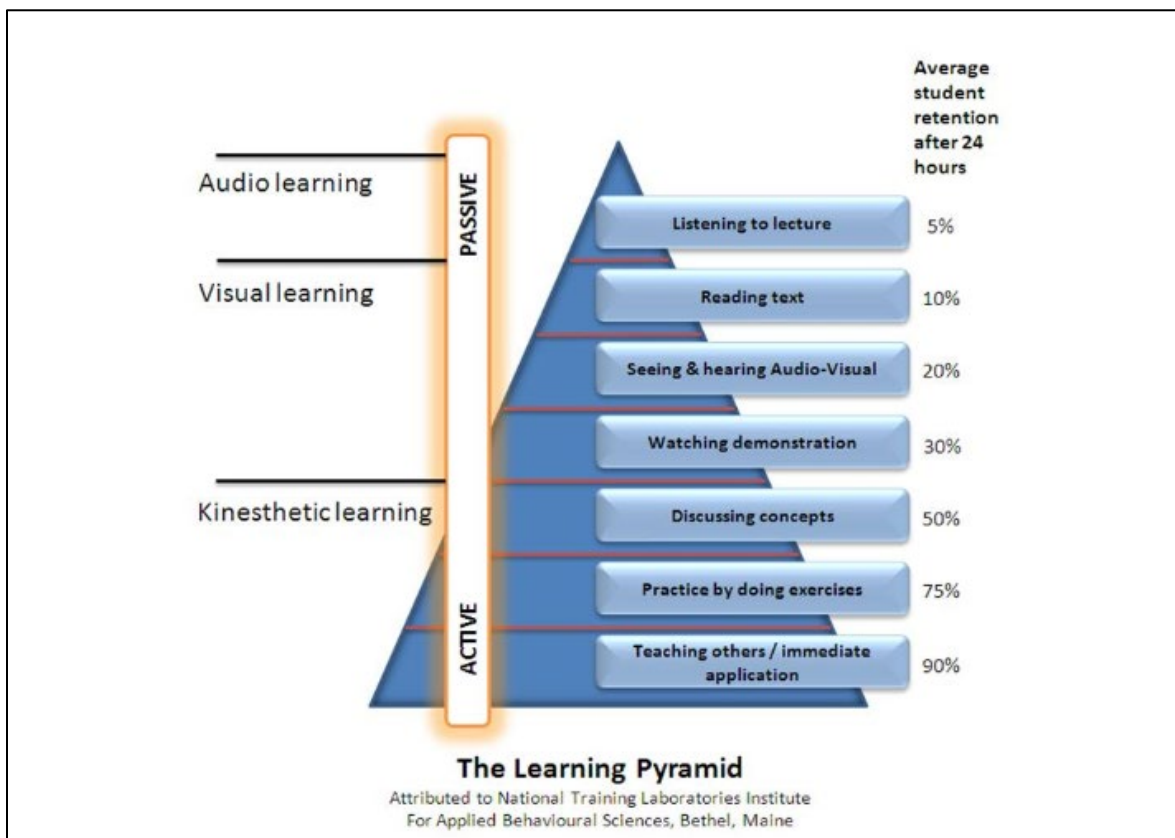 Average
student
retention
after 24
hours
Audio learning
Visual learning
Kinesthetic learning
PASSIVE
ACTIVE
Listening to lecture
5%
Reading text
10%
Seeing & hearing Audio-Visual
20%
Watching demonstration
30%
Discussing concepts
50%
Practice by doing exercises
75%
Teaching others / immediate
application
90%
The Learning Pyramid
Attributed to National Training Laboratories Institute
For Applied Behavioural Sciences, Bethel, Maine